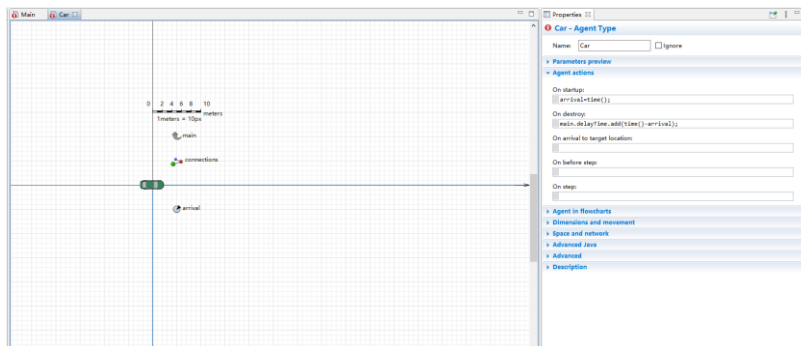 Main
Car
0 2 4 6 8 10
meters
1meters = 10px
main
connections
arrival
Properties
Car - Agent Type
Name: Car Ignore
Parameters preview
Agent actions
On startup:
arrival=time();
On destroy:
main.delayTime.add(time()-arrival);
On arrival to target location:
On before step:
On step:
Agent in flowcharts
Dimensions and movement
Space and network
Advanced Java
Advanced
Description